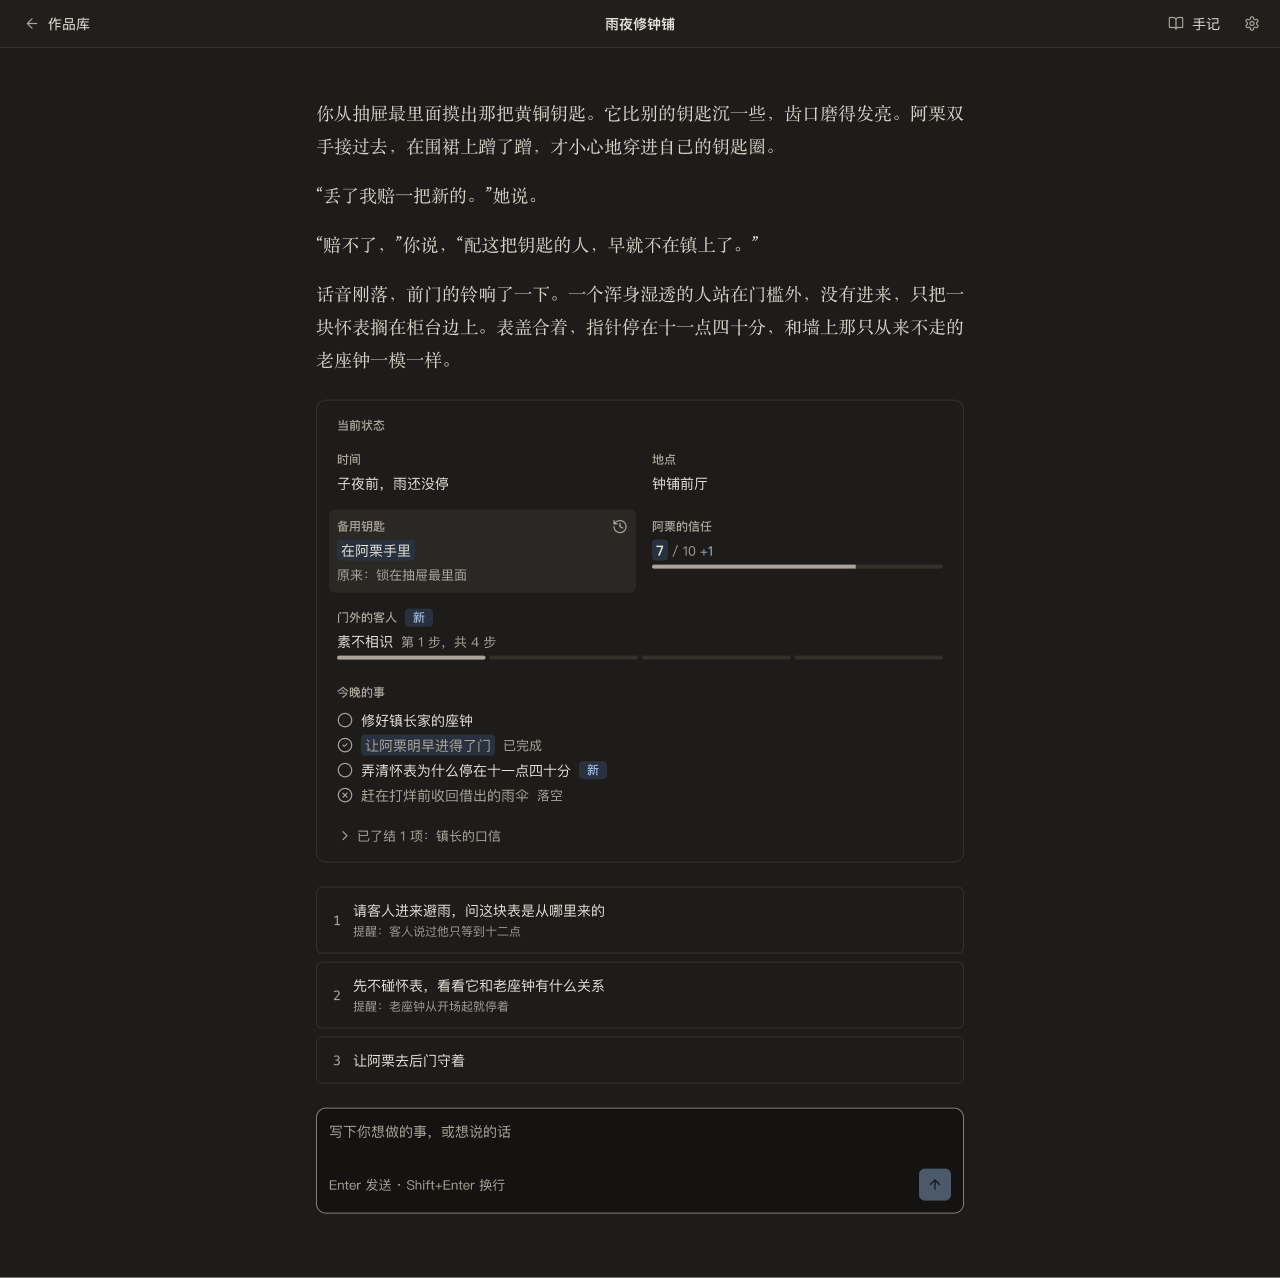 作品库
雨夜修钟铺
手记
你从抽屉最里面摸出那把黄铜钥匙。它比别的钥匙沉一些，齿口磨得发亮。阿栗双
手接过去，在围裙上蹭了蹭，才小心地穿进自己的钥匙圈。
“丢了我赔一把新的。”她说。
“赔不了，”你说，“配这把钥匙的人，早就不在镇上了。”
话音刚落，前门的铃响了一下。一个浑身湿透的人站在门槛外，没有进来，只把一
块怀表搁在柜台边上。表盖合着，指针停在十一点四十分，和墙上那只从来不走的
老座钟一模一样。
当前状态
时间
子夜前，雨还没停
地点
钟铺前厅
备用钥匙
在阿栗手里
原来：锁在抽屉最里面
阿栗的信任
7 / 10 +1
门外的客人 新
素不相识 第 1 步，共 4 步
今晚的事
修好镇长家的座钟
让阿栗明早进得了门 已完成
弄清怀表为什么停在十一点四十分 新
赶在打烊前收回借出的雨伞 落空
已了结 1 项：镇长的口信
1
请客人进来避雨，问这块表是从哪里来的
提醒：客人说过他只等到十二点
2
先不碰怀表，看看它和老座钟有什么关系
提醒：老座钟从开场起就停着
3 让阿栗去后门守着
写下你想做的事，或想说的话
Enter 发送 · Shift+Enter 换行